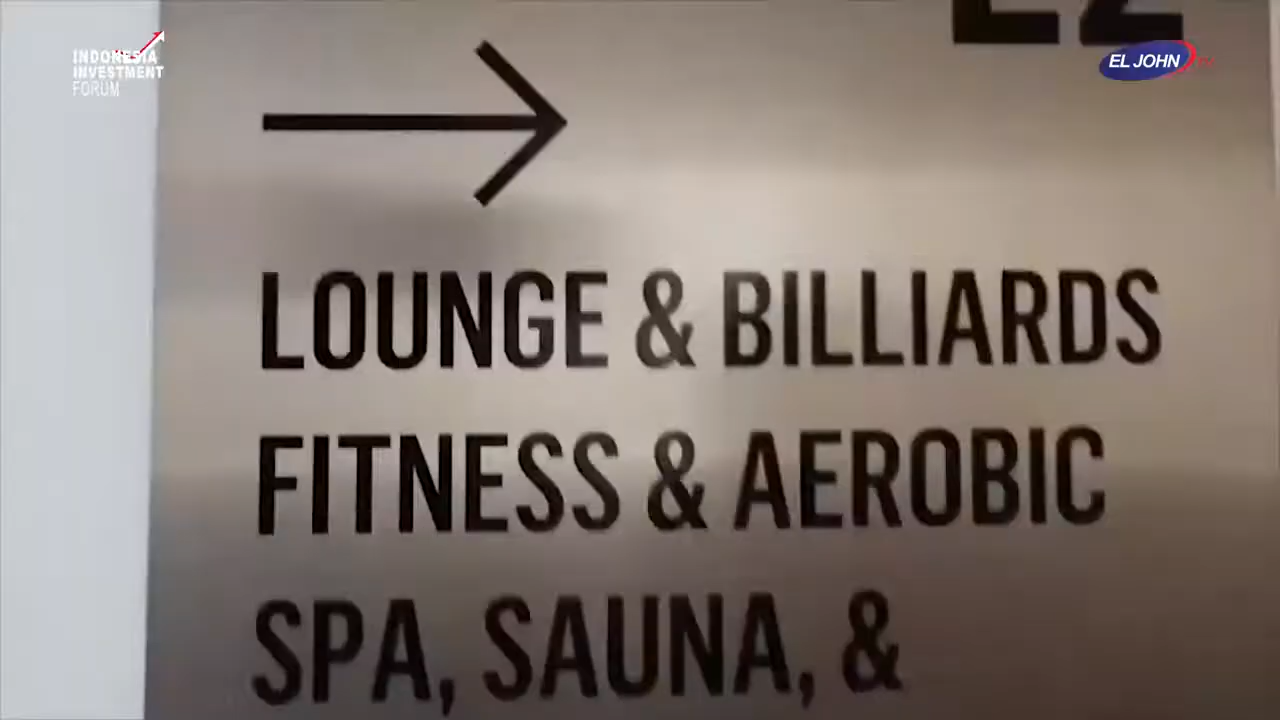 INDONESIA
INVESTMENT
FORUM
EL JOHN
LOUNGE & BILLIARDS
FITNESS & AEROBIC
SPA, SAUNA, &